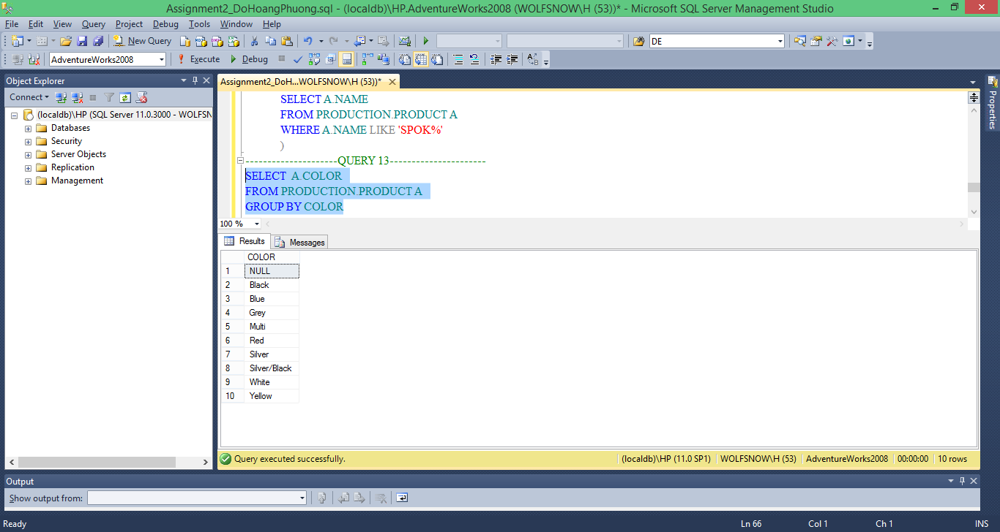 Assignment2_DoHoangPhuong.sql - (localdb)\HP.AdventureWorks2008 (WOLFSNOW\H (53))* - Microsoft SQL Server Management Studio
File Edit View Query Project Debug Tools Window Help
New Query DE
AdventureWorks2008 Execute Debug
Object Explorer
Connect
(localdb)\HP (SQL Server 11.0.3000 - WOLFSN
Databases
Security
Server Objects
Replication
Management
Assignment2_DoH...WOLFSNOW\H (53))*
SELECT A.NAME
FROM PRODUCTION.PRODUCT A
WHERE A.NAME LIKE 'SPOK%'
)
---------------------QUERY 13----------------------
SELECT A.COLOR
FROM PRODUCTION.PRODUCT A
GROUP BY COLOR
100 %
Results Messages
COLOR
1 NULL
2 Black
3 Blue
4 Grey
5 Multi
6 Red
7 Silver
8 Silver/Black
9 White
10 Yellow
Query executed successfully. (localdb)\HP (11.0 SP1) WOLFSNOW\H (53) AdventureWorks2008 00:00:00 10 rows
Properties
Output
Show output from:
Ready Ln 66 Col 1 Ch 1 INS